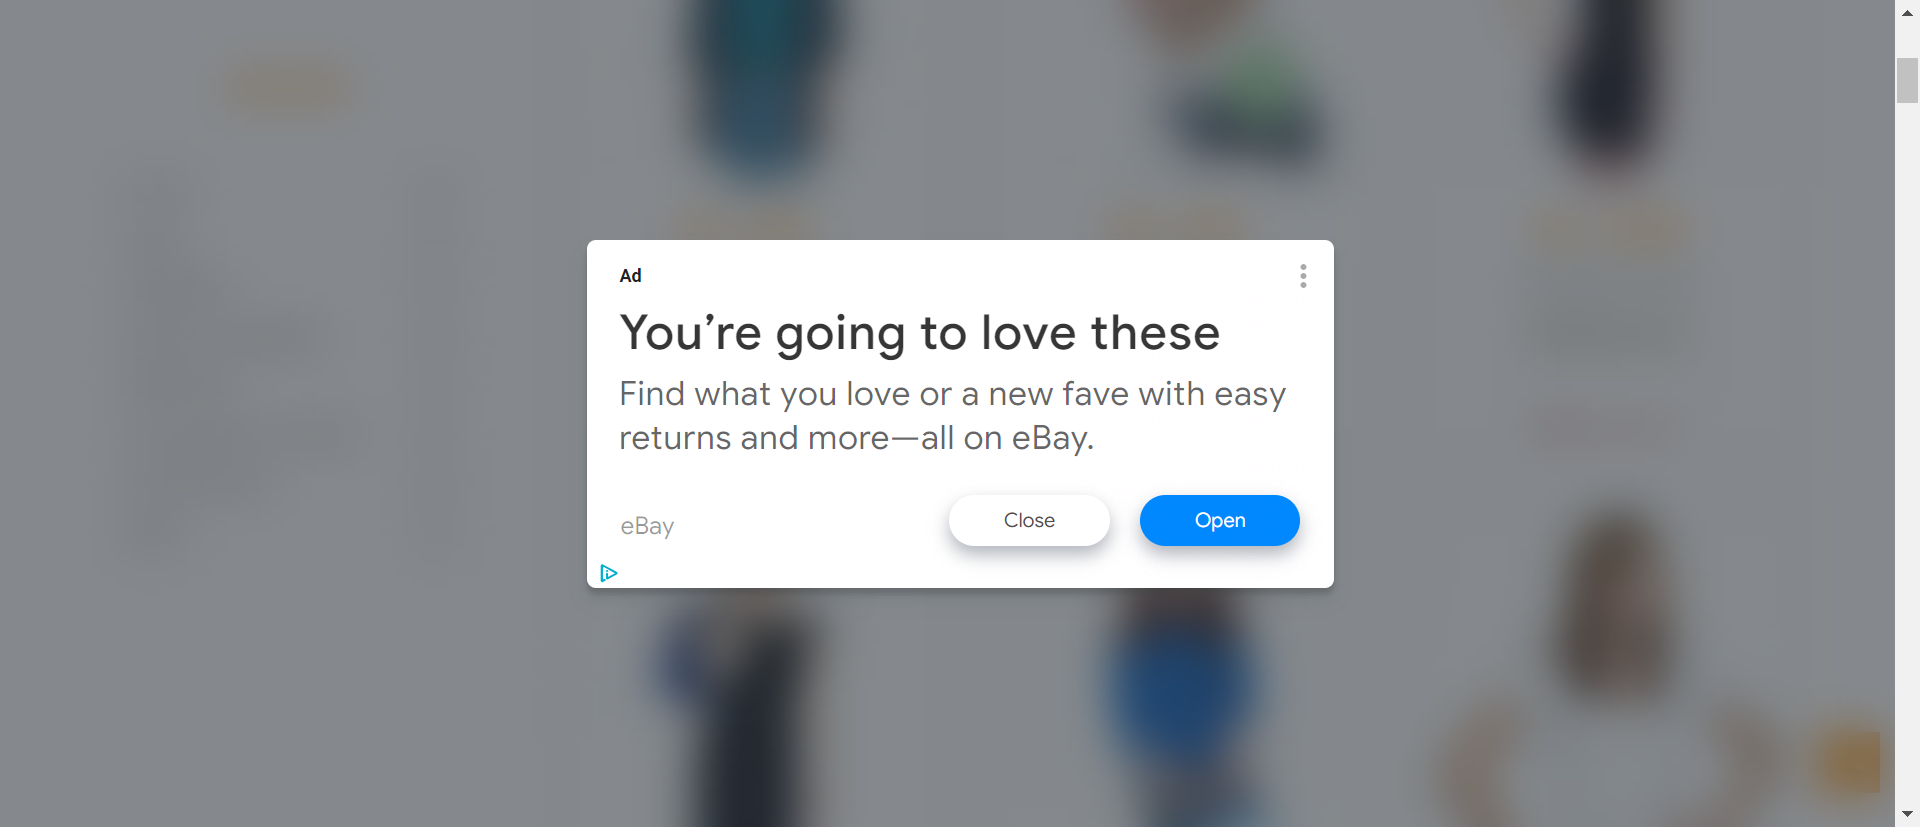 Ad
You’re going to love these
Find what you love or a new fave with easy
returns and more—all on eBay.
eBay
Close
Open